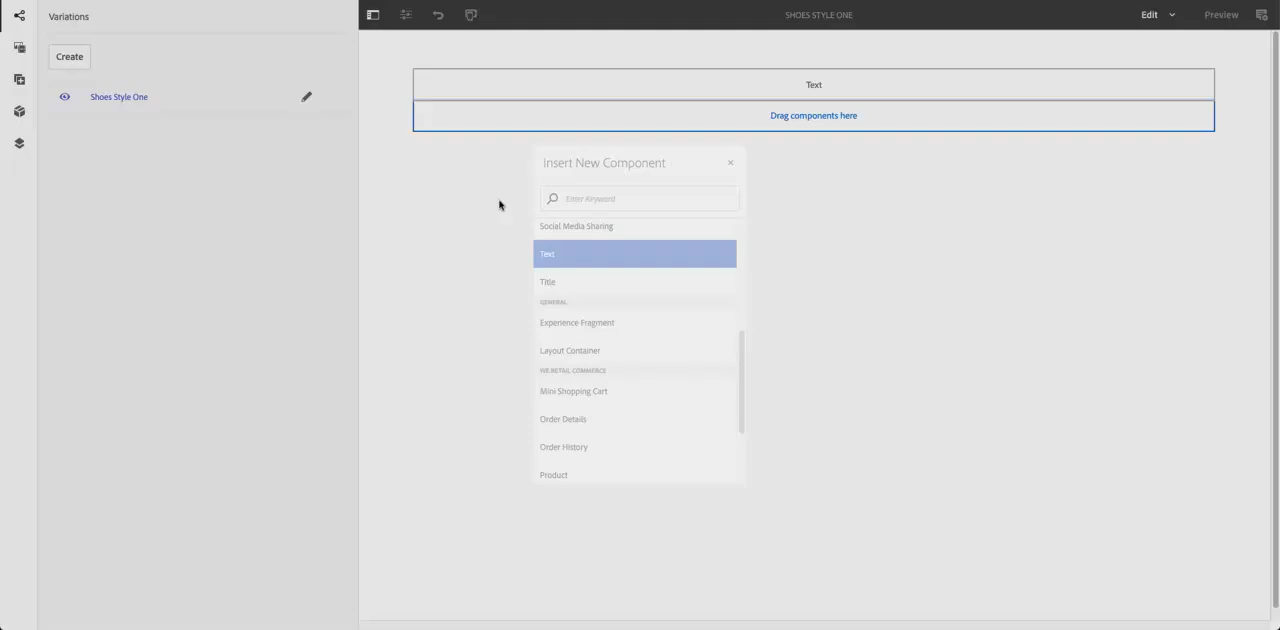 Variations
SHOES STYLE ONE
Edit
Preview
Create
Shoes Style One
Text
Drag components here
Insert New Component
Enter Keyword
Social Media Sharing
Text
Title
GENERAL
Experience Fragment
Layout Container
WE.RETAIL COMMERCE
Mini Shopping Cart
Order Details
Order History
Product